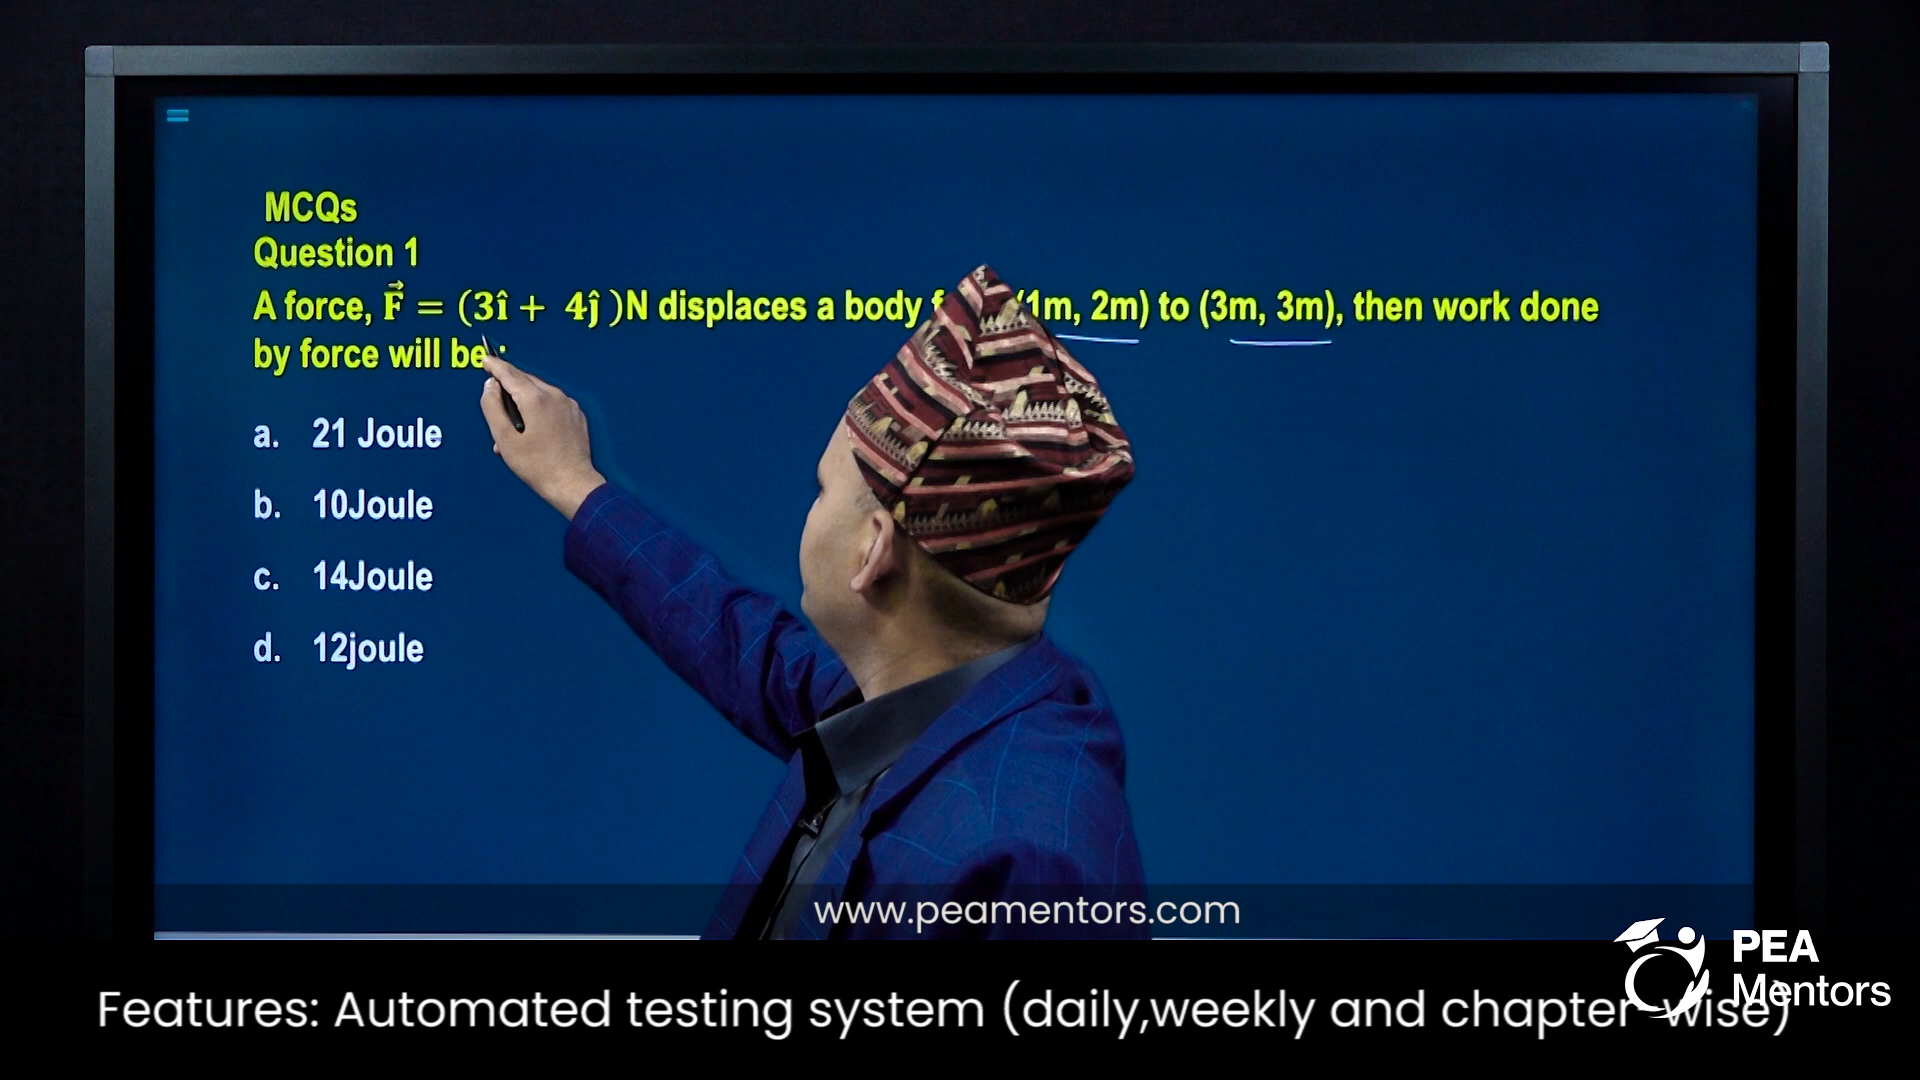 MCQs
Question 1
A force, F⃗ = (3î + 4ĵ )N displaces a body (1m, 2m) to (3m, 3m), then work done
by force will be :
a. 21 Joule
b. 10Joule
c. 14Joule
d. 12joule
www.peamentors.com
PEA
Mentors
Features: Automated testing system (daily,weekly and chapter-wise)